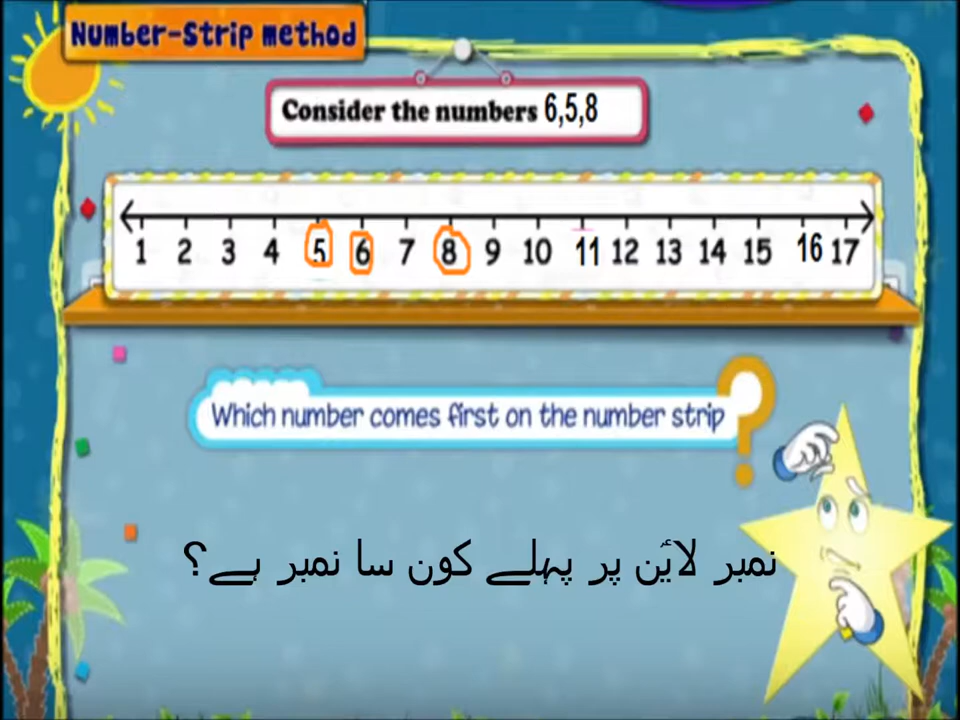 Number-Strip method
Consider the numbers 6,5,8
1 2 3 4 5 6 7 8 9 10 11 12 13 14 15 16 17
Which number comes first on the number strip ?
نمبر لایٔن پر پہلے کون سا نمبر ہے؟